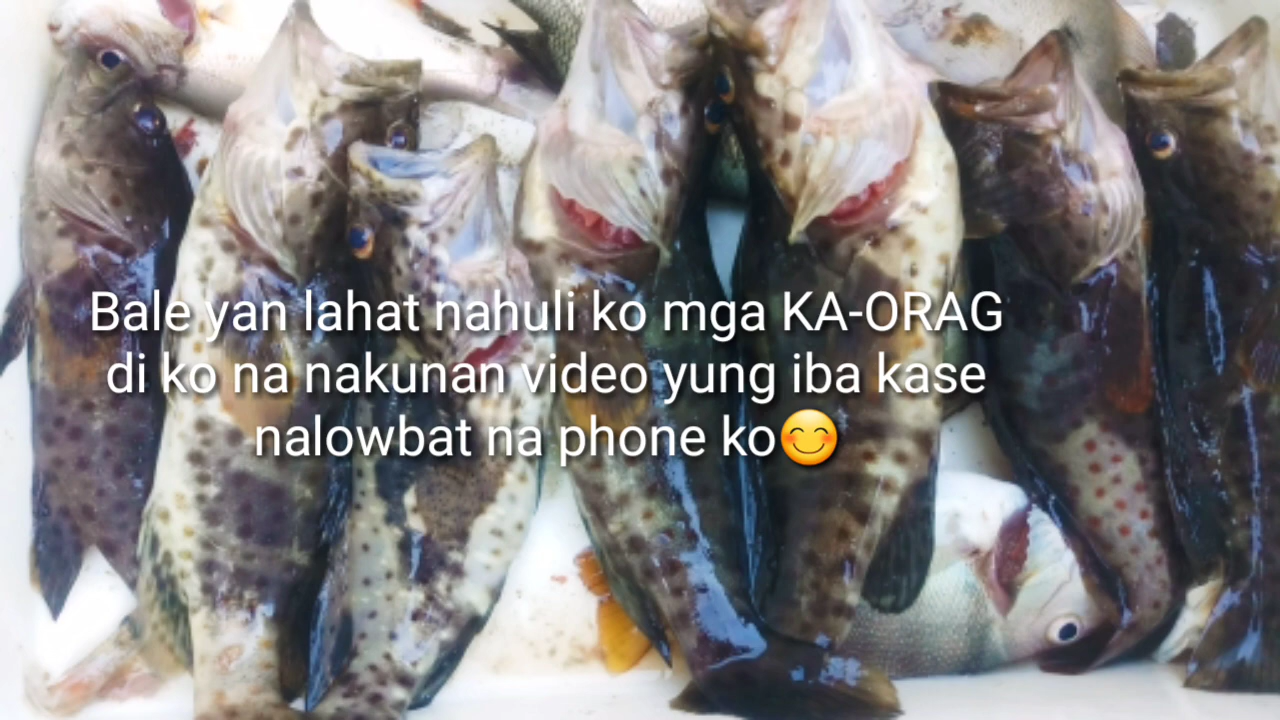 Bale yan lahat nahuli ko mga KA-ORAG
di ko na nakunan video yung iba kase
nalowbat na phone ko😊